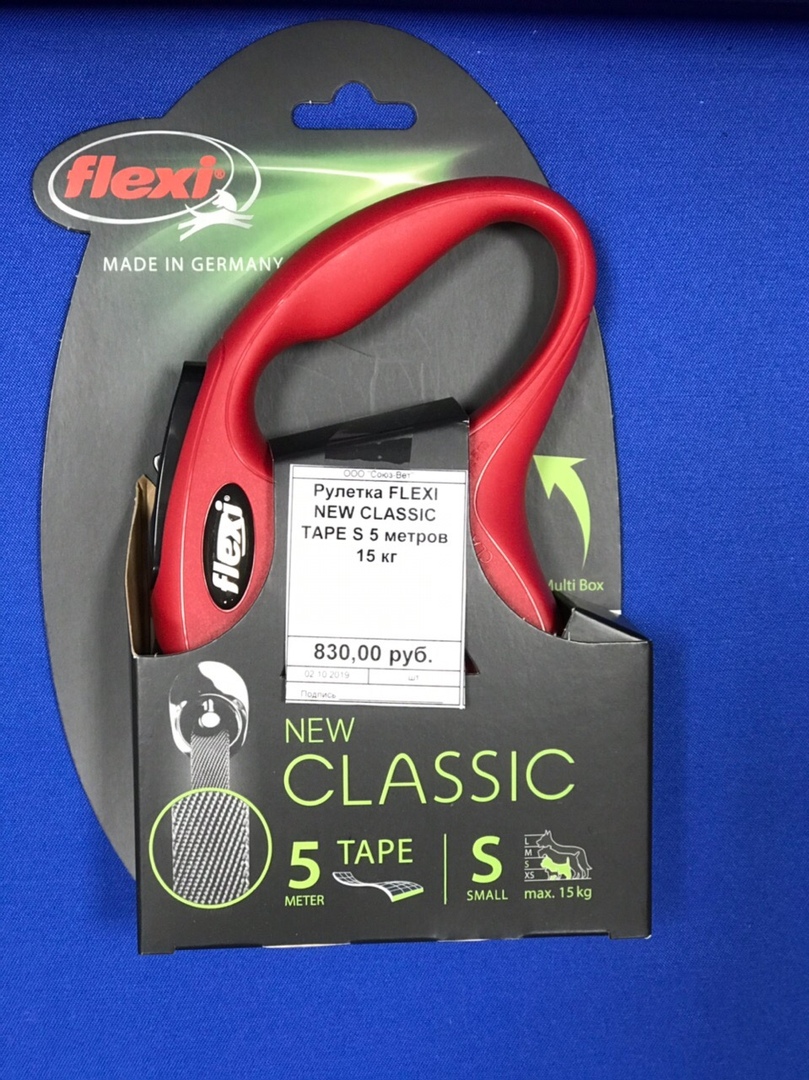 flexi®
MADE IN GERMANY
ООО "Союз-Вет"
Рулетка FLEXI
NEW CLASSIC
TAPE S 5 метров
15 кг
flexi®
Multi Box
830,00 руб.
02.10.2019
шт
Подпись
NEW
CLASSIC
5
METER
TAPE
S
SMALL
L
M
S
XS
max. 15 kg